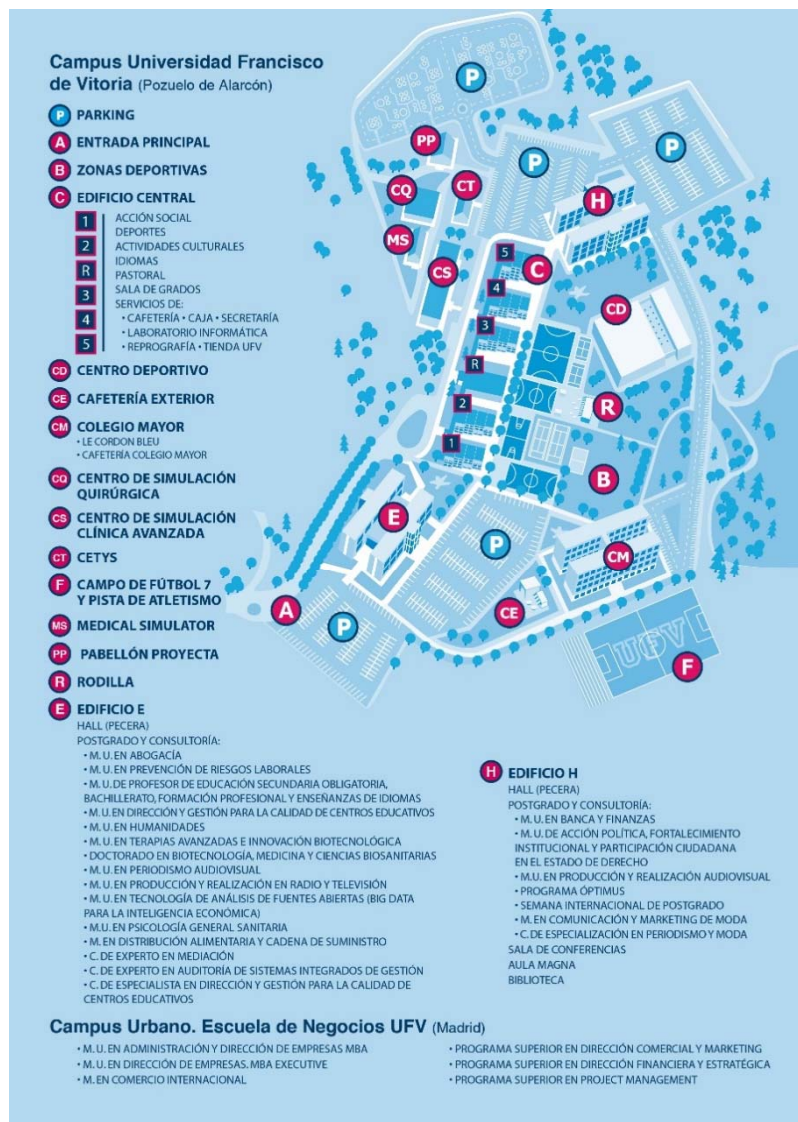 Campus Universidad Francisco
de Vitoria (Pozuelo de Alarcón)
P PARKING
A ENTRADA PRINCIPAL
B ZONAS DEPORTIVAS
C EDIFICIO CENTRAL
1
2
R
3
4
5
ACCIÓN SOCIAL
DEPORTES
ACTIVIDADES CULTURALES
IDIOMAS
PASTORAL
SALA DE GRADOS
SERVICIOS DE:
• CAFETERÍA • CAJA • SECRETARÍA
• LABORATORIO INFORMÁTICA
• REPROGRAFÍA • TIENDA UFV
CD CENTRO DEPORTIVO
CE CAFETERÍA EXTERIOR
CM COLEGIO MAYOR
• LE CORDON BLEU
• CAFETERÍA COLEGIO MAYOR
CQ CENTRO DE SIMULACIÓN
QUIRÚRGICA
CS CENTRO DE SIMULACIÓN
CLÍNICA AVANZADA
CT CETYS
F CAMPO DE FÚTBOL 7
Y PISTA DE ATLETISMO
MS MEDICAL SIMULATOR
PP PABELLÓN PROYECTA
R RODILLA
E EDIFICIO E
HALL (PECERA)
POSTGRADO Y CONSULTORÍA:
• M. U. EN ABOGACÍA
• M. U. EN PREVENCIÓN DE RIESGOS LABORALES
• M. U. DE PROFESOR DE EDUCACIÓN SECUNDARIA OBLIGATORIA,
BACHILLERATO, FORMACIÓN PROFESIONAL Y ENSEÑANZAS DE IDIOMAS
• M. U. EN DIRECCIÓN Y GESTIÓN PARA LA CALIDAD DE CENTROS EDUCATIVOS
• M. U. EN HUMANIDADES
• M. U. EN TERAPIAS AVANZADAS E INNOVACIÓN BIOTECNOLÓGICA
• DOCTORADO EN BIOTECNOLOGÍA, MEDICINA Y CIENCIAS BIOSANITARIAS
• M. U. EN PERIODISMO AUDIOVISUAL
• M. U. EN PRODUCCIÓN Y REALIZACIÓN EN RADIO Y TELEVISIÓN
• M. U. EN TECNOLOGÍA DE ANÁLISIS DE FUENTES ABIERTAS (BIG DATA
PARA LA INTELIGENCIA ECONÓMICA)
• M.U. EN PSICOLOGÍA GENERAL SANITARIA
• M. EN DISTRIBUCIÓN ALIMENTARIA Y CADENA DE SUMINISTRO
• C. DE EXPERTO EN MEDIACIÓN
• C. DE EXPERTO EN AUDITORÍA DE SISTEMAS INTEGRADOS DE GESTIÓN
• C. DE ESPECIALISTA EN DIRECCIÓN Y GESTIÓN PARA LA CALIDAD DE
CENTROS EDUCATIVOS
P
PP
P
P
CQ
CT
H
MS
CS
5
C
4
CD
3
R
2
R
1
B
E
P
CM
A
P
CE
UFV
F
H EDIFICIO H
HALL (PECERA)
POSTGRADO Y CONSULTORÍA:
• M. U. EN BANCA Y FINANZAS
• M. U. DE ACCIÓN POLÍTICA, FORTALECIMIENTO
INSTITUCIONAL Y PARTICIPACIÓN CIUDADANA
EN EL ESTADO DE DERECHO
• M.U. EN PRODUCCIÓN Y REALIZACIÓN AUDIOVISUAL
• PROGRAMA ÓPTIMUS
• SEMANA INTERNACIONAL DE POSTGRADO
• M. EN COMUNICACIÓN Y MARKETING DE MODA
• C. DE ESPECIALIZACIÓN EN PERIODISMO Y MODA
SALA DE CONFERENCIAS
AULA MAGNA
BIBLIOTECA
Campus Urbano. Escuela de Negocios UFV (Madrid)
• M. U. EN ADMINISTRACIÓN Y DIRECCIÓN DE EMPRESAS MBA
• M. U. EN DIRECCIÓN DE EMPRESAS. MBA EXECUTIVE
• M. EN COMERCIO INTERNACIONAL
• PROGRAMA SUPERIOR EN DIRECCIÓN COMERCIAL Y MARKETING
• PROGRAMA SUPERIOR EN DIRECCIÓN FINANCIERA Y ESTRATÉGICA
• PROGRAMA SUPERIOR EN PROJECT MANAGEMENT